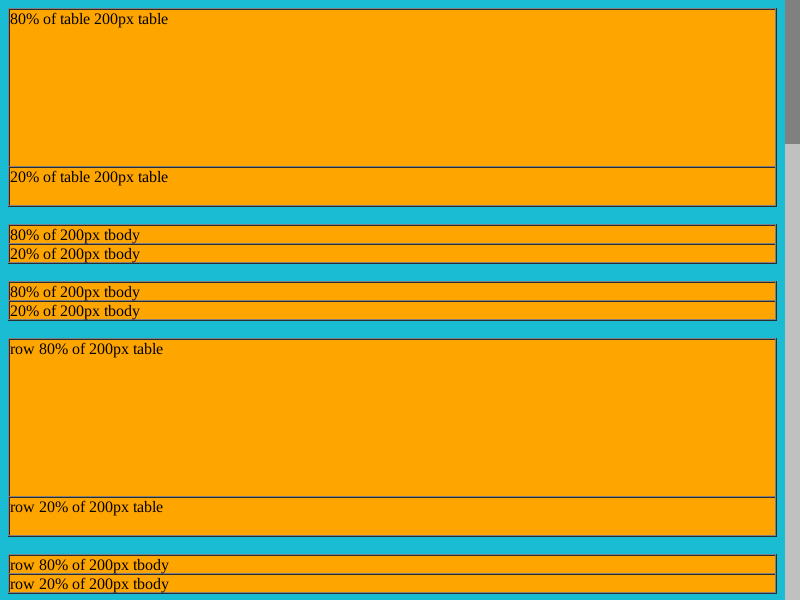 80% of table 200px table
20% of table 200px table
80% of 200px tbody
20% of 200px tbody
80% of 200px tbody
20% of 200px tbody
row 80% of 200px table
row 20% of 200px table
row 80% of 200px tbody
row 20% of 200px tbody